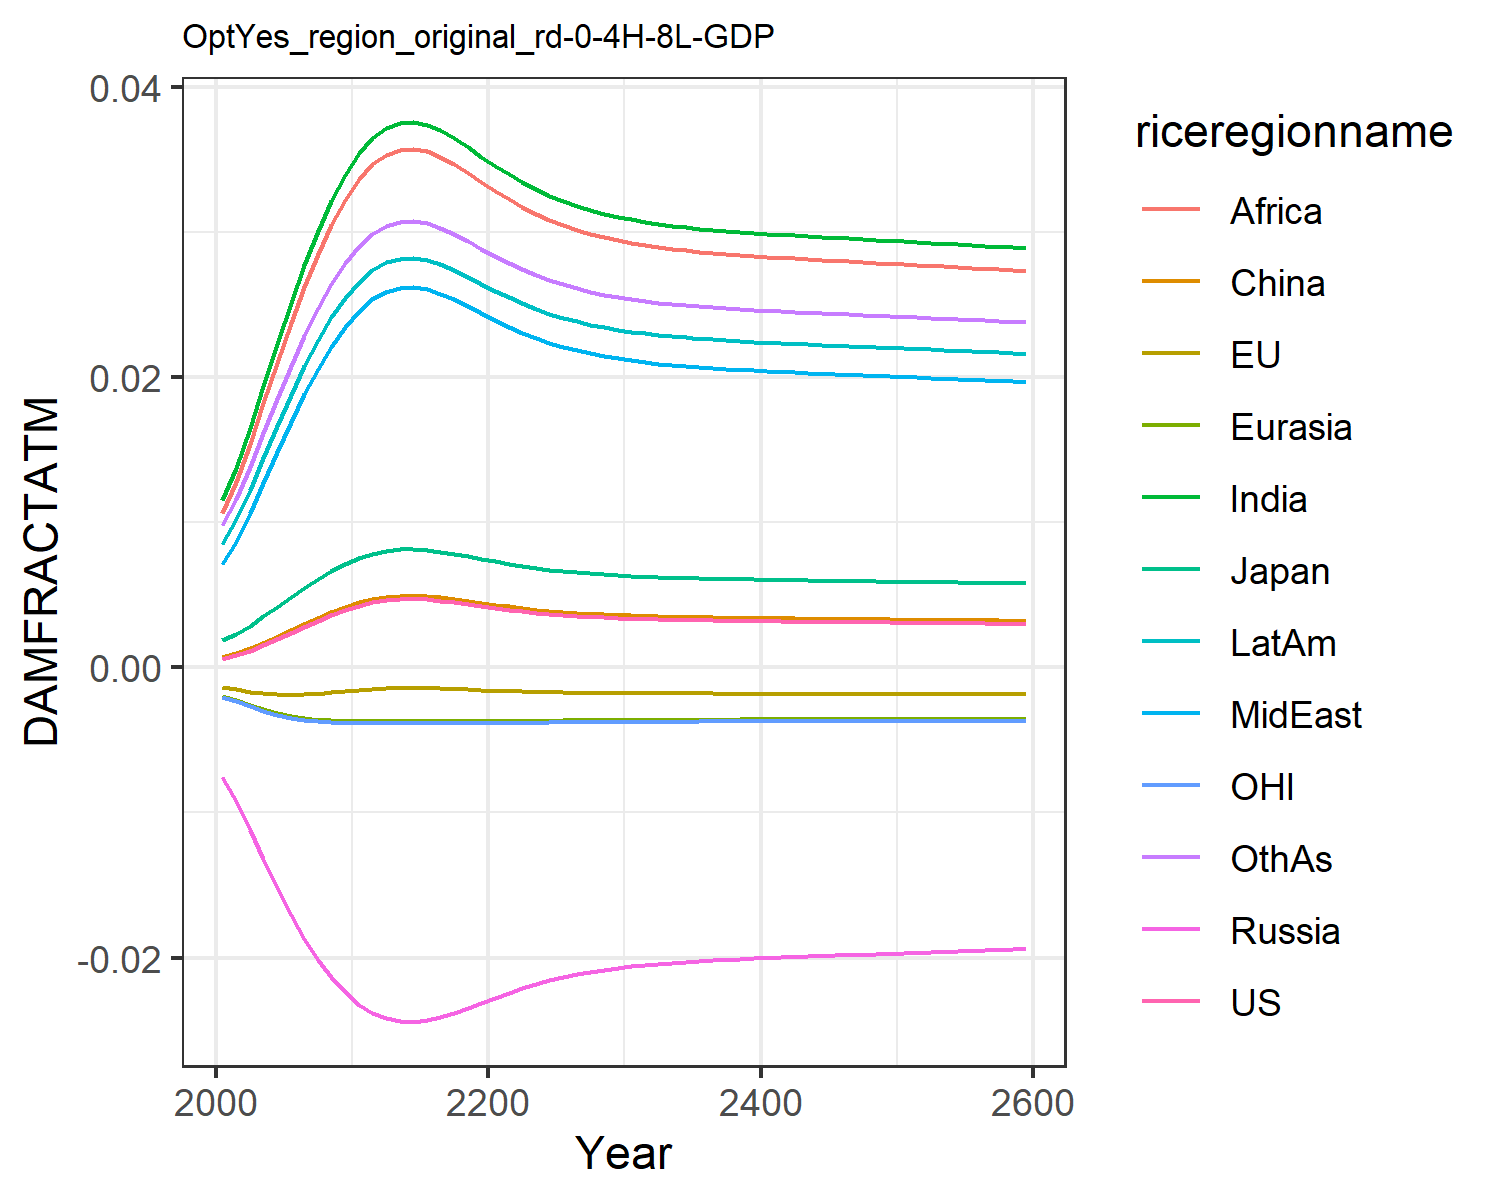 OptYes_region_original_rd-0-4H-8L-GDP
0.04
0.02
0.00
-0.02
DAMFRACTATM
2000
2200
2400
2600
Year
riceregionname
Africa
China
EU
Eurasia
India
Japan
LatAm
MidEast
OHI
OthAs
Russia
US